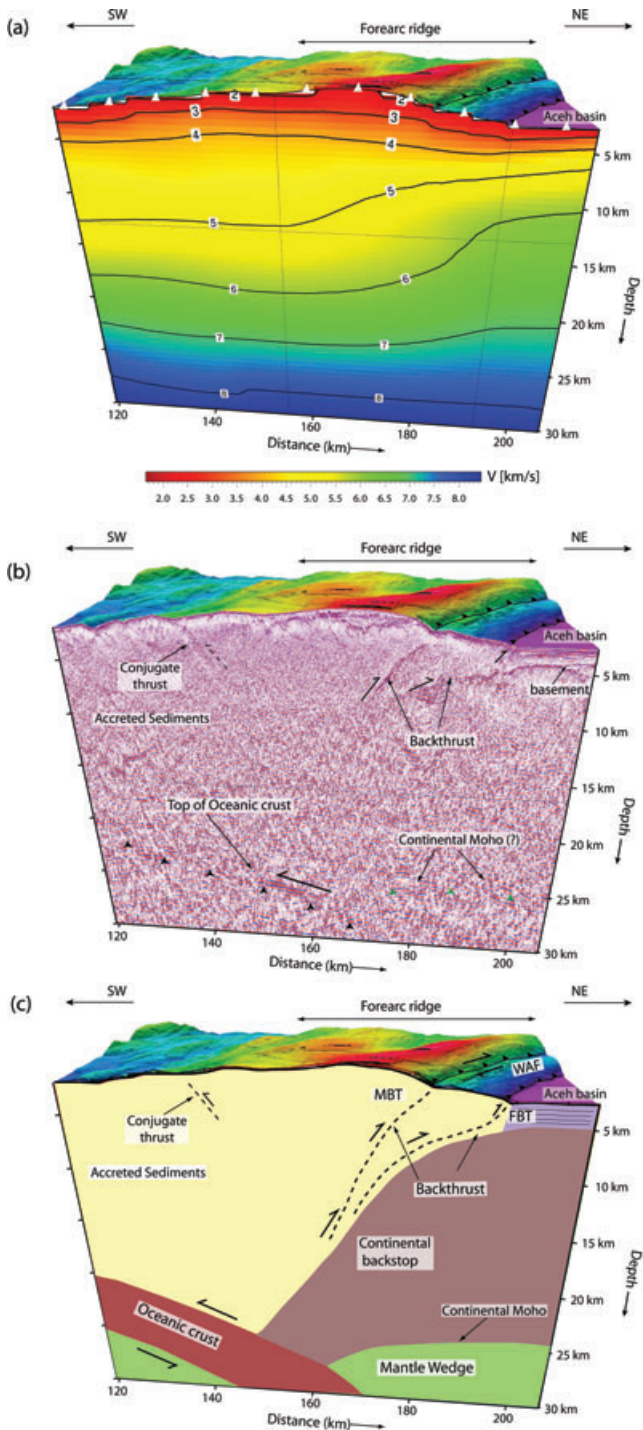 SW
NE
(a)
Forearc ridge
2
2
3
3
Aceh basin
4
4
5 km
5
5
10 km
6
6
15 km
Depth
7
7
20 km
25 km
8
8
30 km
120
140
160
180
200
Distance (km)
V [km/s]
2.0 2.5 3.0 3.5 4.0 4.5 5.0 5.5 6.0 6.5 7.0 7.5 8.0
SW
NE
(b)
Forearc ridge
Aceh basin
Conjugate
thrust
5 km
basement
Accreted Sediments
Backthrust
10 km
15 km
Depth
Top of Oceanic crust
Continental Moho (?)
20 km
25 km
30 km
120
140
160
180
200
Distance (km)
SW
NE
(c)
Forearc ridge
WAF
MBT
Aceh basin
FBT
Conjugate
thrust
5 km
Accreted Sediments
Backthrust
10 km
Continental
backstop
15 km
Depth
20 km
Oceanic crust
Continental Moho
25 km
Mantle Wedge
30 km
120
140
160
180
200
Distance (km)